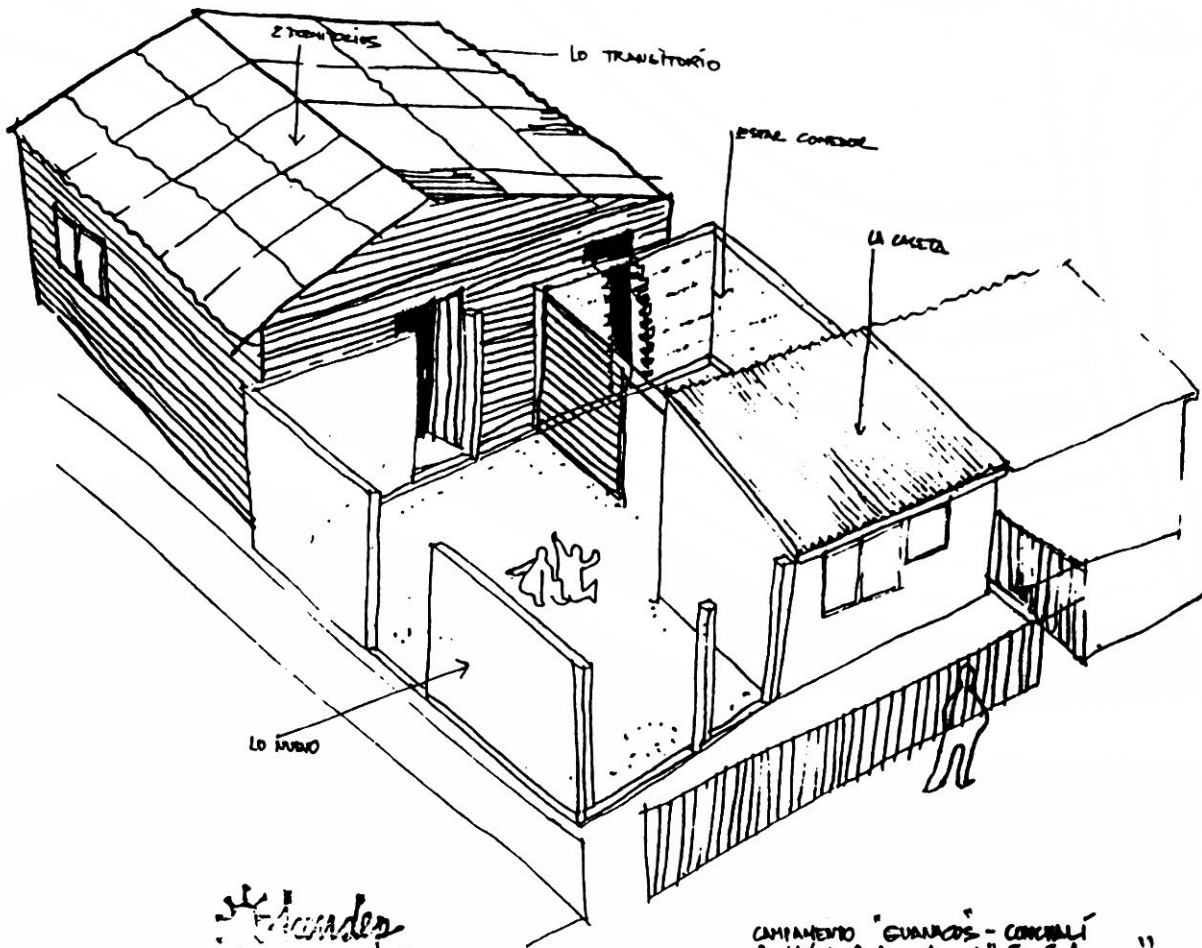 2 DORMITORIOS
LO TRANSITORIO
ESTAR COMEDOR
LA CASETA
LO NUEVO
CAMPAMENTO "GUANACOS" - CONCHALÍ